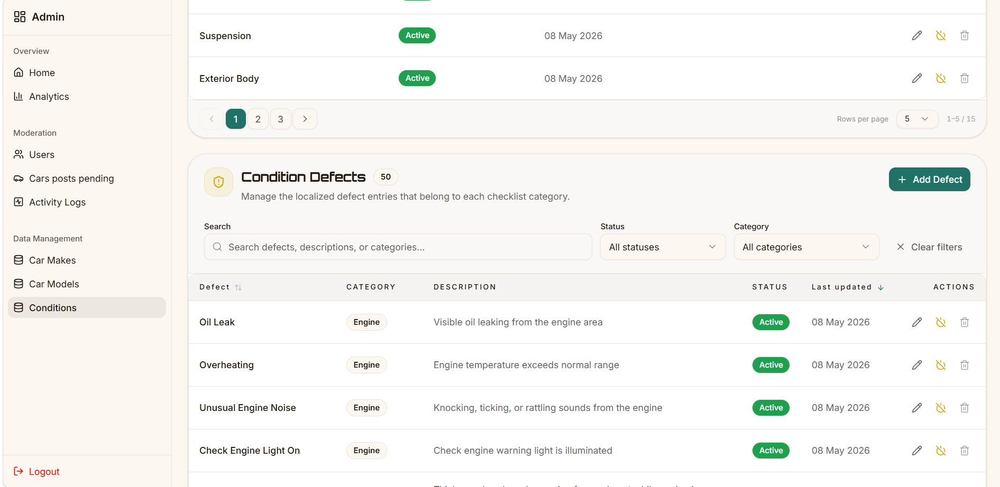 Admin
Overview
Home
Analytics
Moderation
Users
Cars posts pending
Activity Logs
Data Management
Car Makes
Car Models
Conditions
Logout
Suspension Active 08 May 2026
Exterior Body Active 08 May 2026
1 2 3 Rows per page 5 1–5 / 15
Condition Defects 50
Add Defect
Manage the localized defect entries that belong to each checklist category.
Search Status Category
Search defects, descriptions, or categories... All statuses All categories Clear filters
Defect CATEGORY DESCRIPTION STATUS Last updated ACTIONS
Oil Leak Engine Visible oil leaking from the engine area Active 08 May 2026
Overheating Engine Engine temperature exceeds normal range Active 08 May 2026
Unusual Engine Noise Engine Knocking, ticking, or rattling sounds from the engine Active 08 May 2026
Check Engine Light On Engine Check engine warning light is illuminated Active 08 May 2026